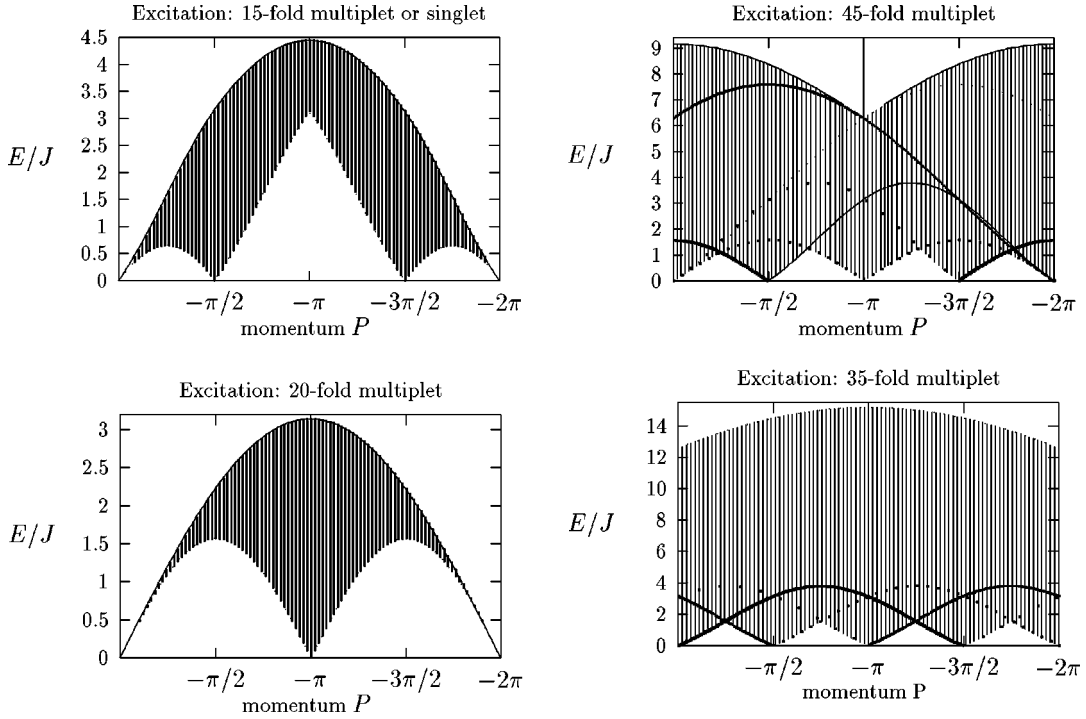 Excitation: 15-fold multiplet or singlet
4.5
4
3.5
3
2.5
2
1.5
1
0.5
0
E/J
−π/2
−π
−3π/2
−2π
momentum P
Excitation: 45-fold multiplet
9
8
7
6
5
4
3
2
1
0
E/J
−π/2
−π
−3π/2
−2π
momentum P
Excitation: 20-fold multiplet
3
2.5
2
1.5
1
0.5
0
E/J
−π/2
−π
−3π/2
−2π
momentum P
Excitation: 35-fold multiplet
14
12
10
8
6
4
2
0
E/J
−π/2
−π
−3π/2
−2π
momentum P